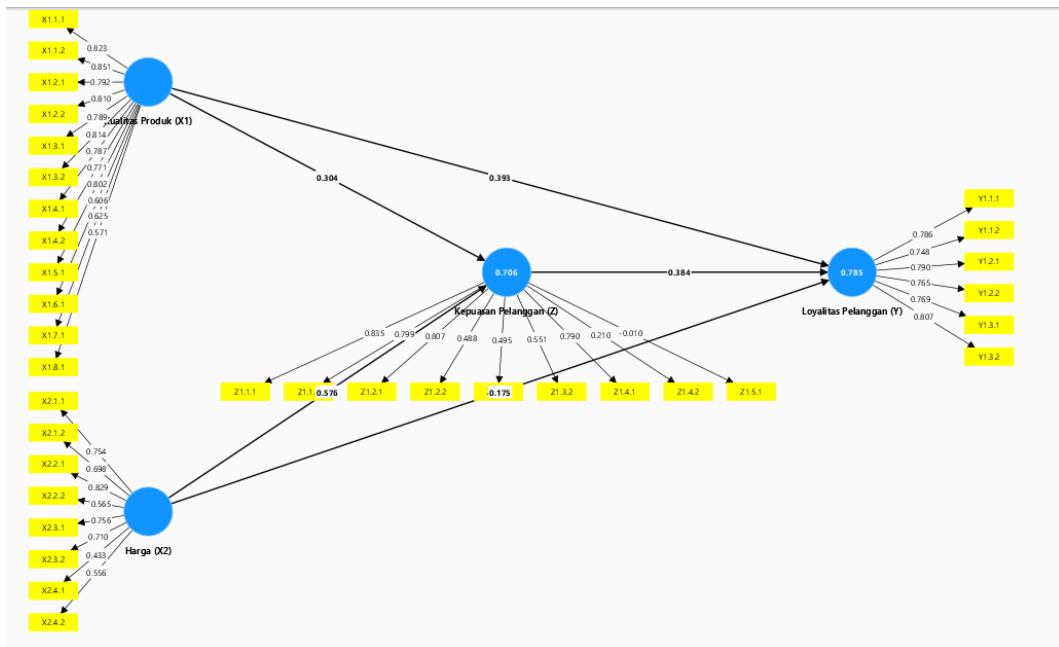 X1.1.1
0.823
X1.1.2
0.851
X1.2.1
0.792
0.810
X1.2.2
0.789
Produk (X1)
X1.3.1
0.814
0.787
X1.3.2
0.771
0.802
X1.4.1
0.606
0.625
0.571
X1.4.2
X1.5.1
X1.6.1
X1.7.1
X1.8.1
0.304
0.393
0.706
0.384
0.785
Kepuasan Pelanggan (Z)
Loyalitas Pelanggan (Y)
Y1.1.1
0.786
Y1.1.2
0.748
0.790
Y1.2.1
0.765
Y1.2.2
0.769
0.807
Y1.3.1
Y1.3.2
0.835
0.799
0.807
0.488
0.495
0.551
0.790
0.210
-0.010
Z1.1.1
0.576
Z1.2.1
Z1.2.2
0.175
Z1.3.2
Z1.4.1
Z1.4.2
Z1.5.1
X2.1.1
X2.1.2
0.754
X2.2.1
0.698
0.829
X2.2.2
0.565
0.756
X2.3.1
0.710
X2.3.2
0.433
0.556
X2.4.1
X2.4.2
Harga (X2)